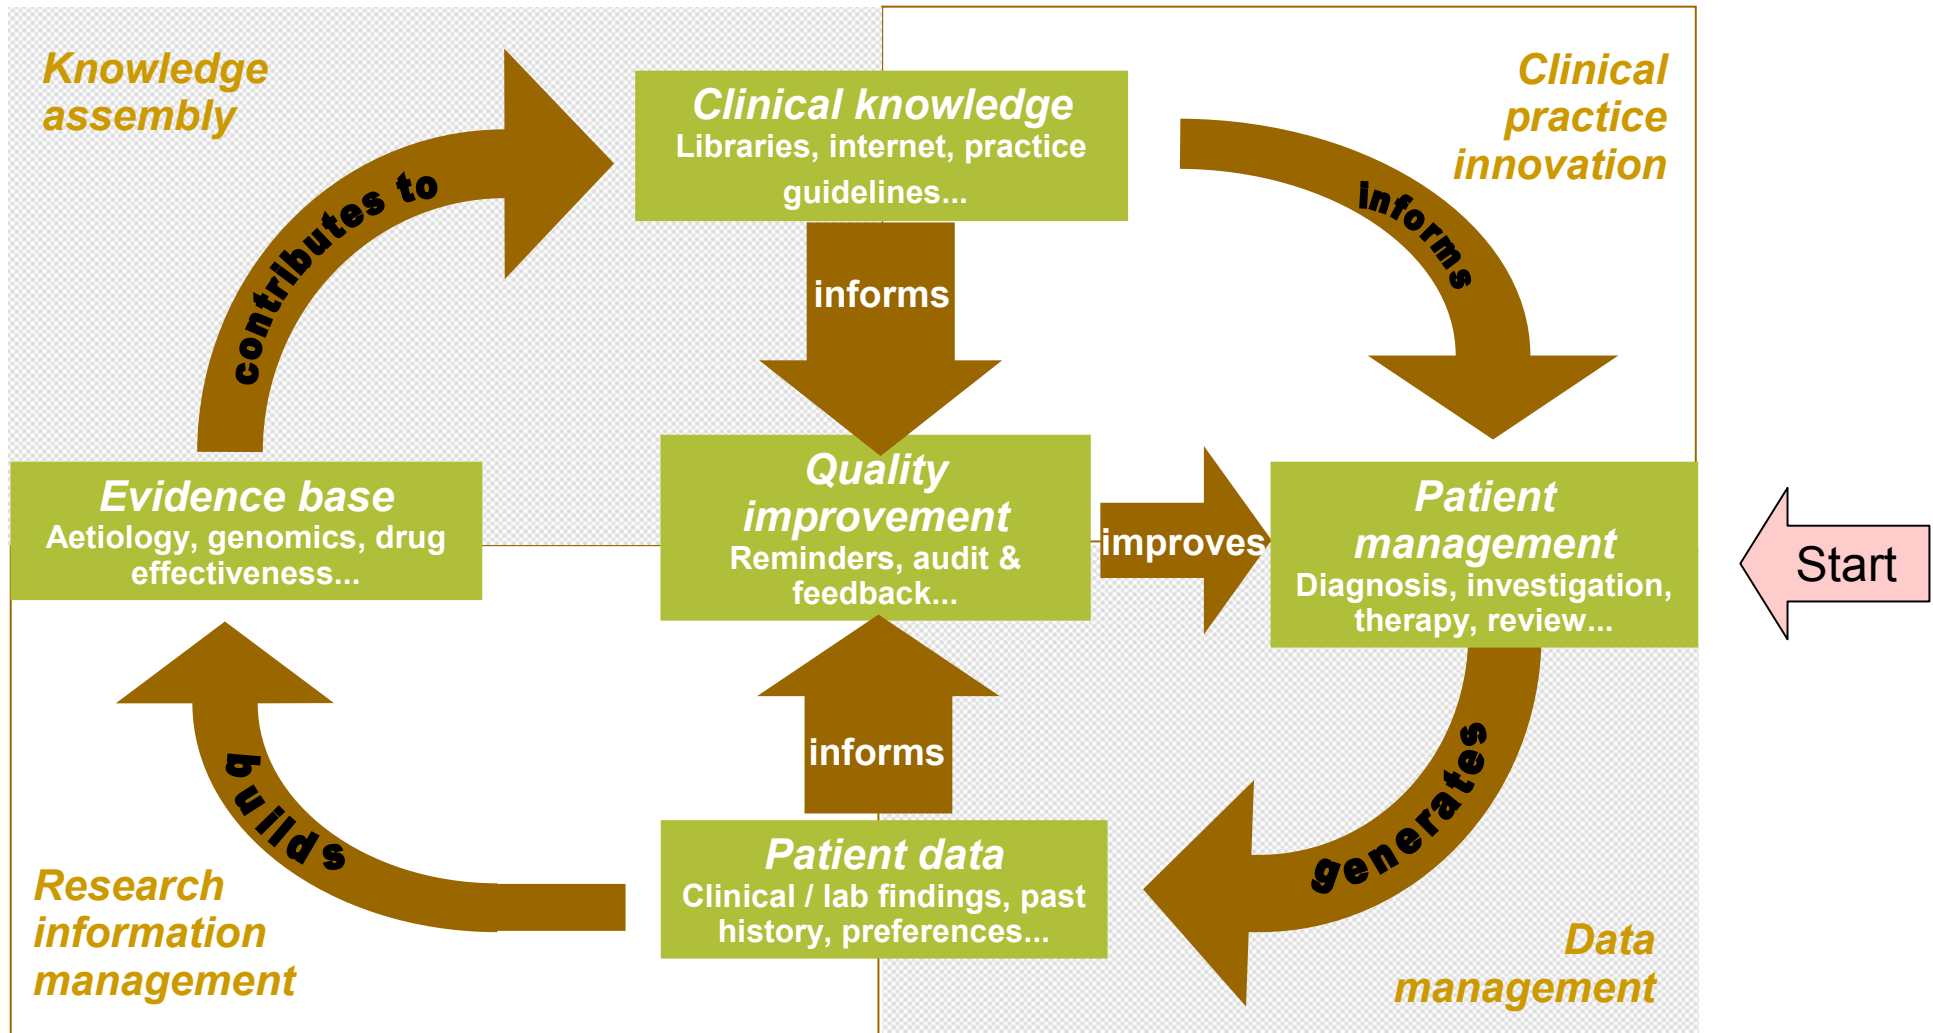 Knowledge
assembly
Clinical knowledge
Libraries, internet, practice
guidelines...
Clinical
practice
innovation
contributes to
informs
informs
Evidence base
Aetiology, genomics, drug
effectiveness...
Quality
improvement
Reminders, audit &
feedback...
improves
Patient
management
Diagnosis, investigation,
therapy, review...
Start
builds
informs
generates
Patient data
Clinical / lab findings, past
history, preferences...
Research
information
management
Data
management